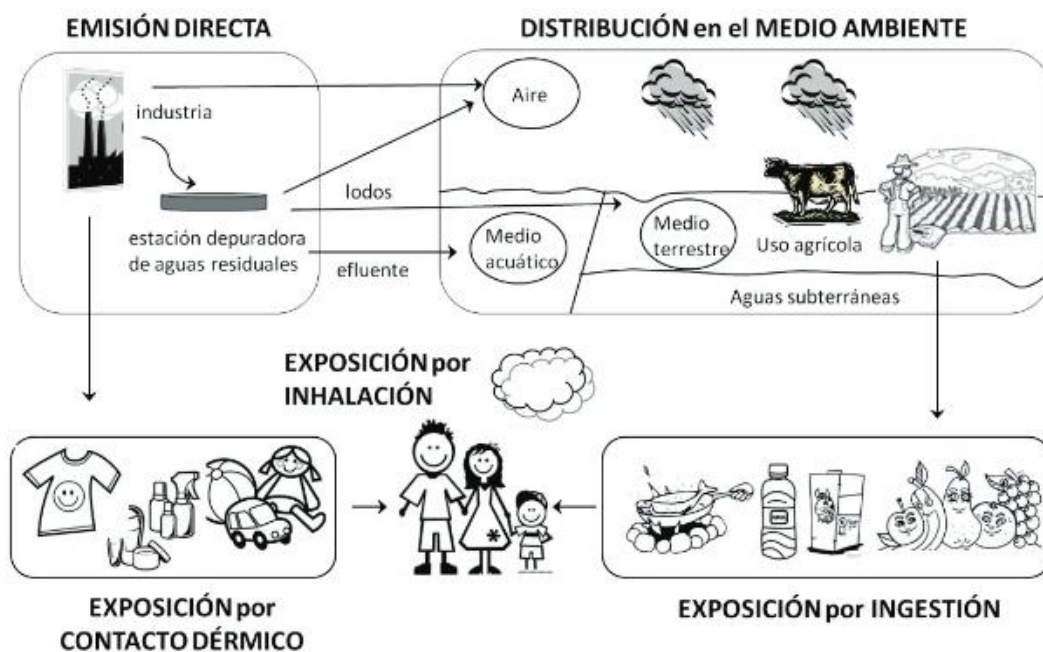 EMISIÓN DIRECTA
DISTRIBUCIÓN en el MEDIO AMBIENTE
industria
Aire
lodos
estación depuradora
de aguas residuales
efluente
Medio
acuático
Medio
terrestre
Uso agrícola
Aguas subterráneas
EXPOSICIÓN por
INHALACIÓN
EXPOSICIÓN por
CONTACTO DÉRMICO
EXPOSICIÓN por INGESTIÓN